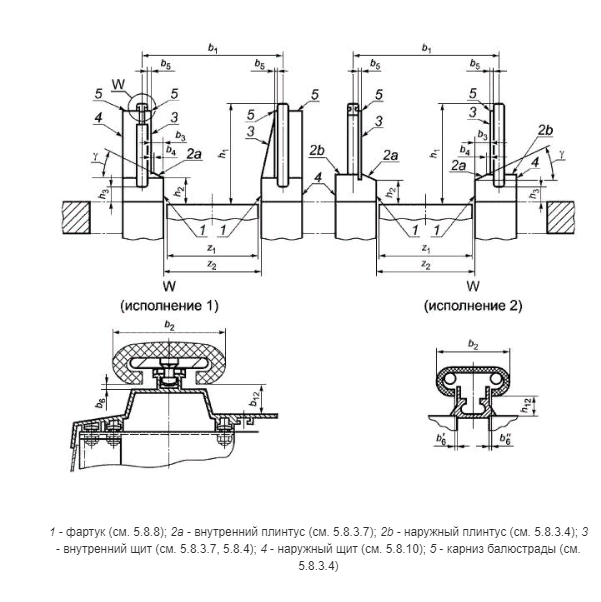 b₁ b₁
b₅ b₅ b₅ b₅
W
5 5 5 5 5 5
4 3 3 3 3
b₃ b₃ 2b
b₄ 2a 2b 2a b₄ 2a 4
γ h₁ h₁ γ
h₃ h₂ 4 h₂ h₃
1 1 1 1
z₁ z₁
z₂ z₂
W W
(исполнение 1) (исполнение 2)
b₂ b₂
b₆ b₁₂ h₁₂
b₆′ b₆″
1 - фартук (см. 5.8.8); 2a - внутренний плинтус (см. 5.8.3.7); 2b - наружный плинтус (см. 5.8.3.4); 3
- внутренний щит (см. 5.8.3.7, 5.8.4); 4 - наружный щит (см. 5.8.10); 5 - карниз балюстрады (см.
5.8.3.4)